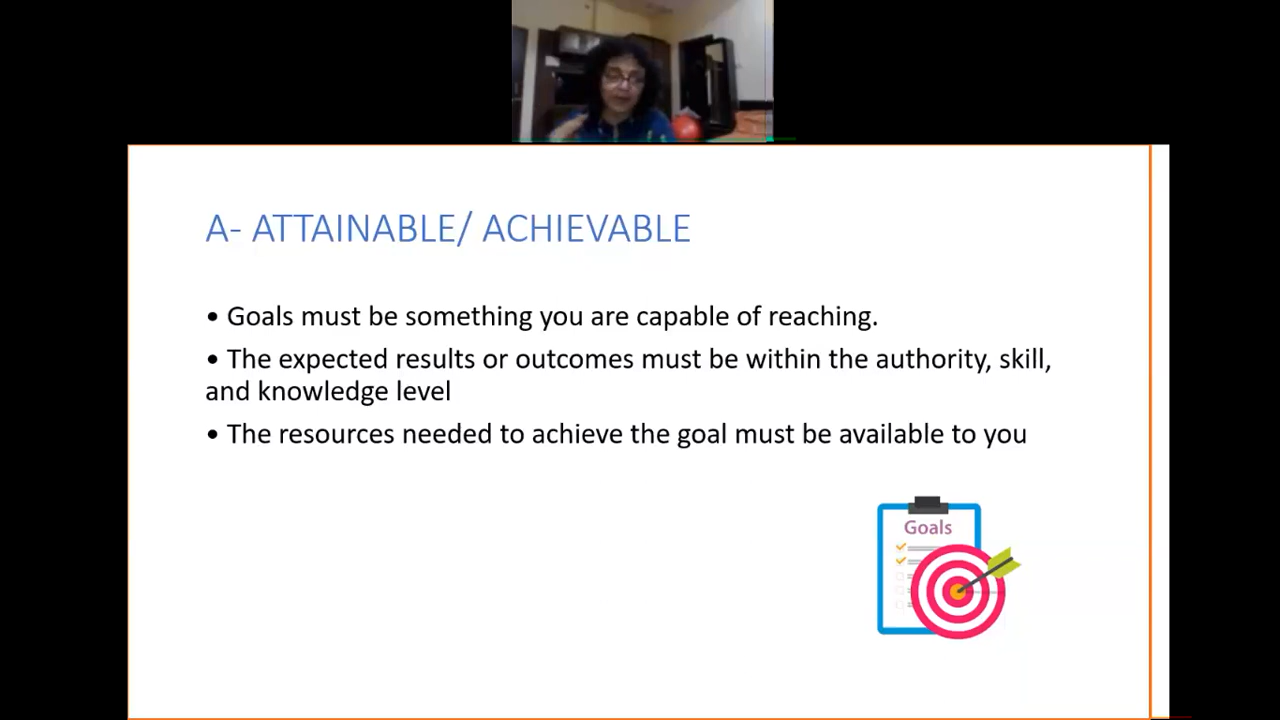 A- ATTAINABLE/ ACHIEVABLE
• Goals must be something you are capable of reaching.
• The expected results or outcomes must be within the authority, skill,
and knowledge level
• The resources needed to achieve the goal must be available to you
Goals